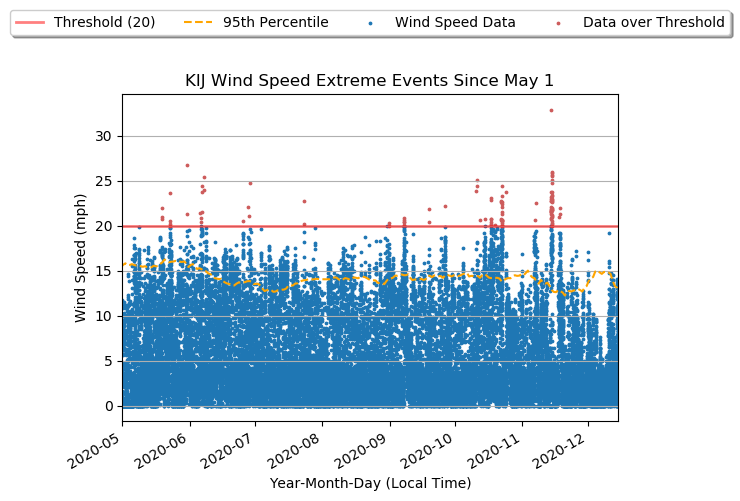 Threshold (20) 95th Percentile Wind Speed Data Data over Threshold
KIJ Wind Speed Extreme Events Since May 1
30
25
20
15
10
5
0
Wind Speed (mph)
2020-05 2020-06 2020-07 2020-08 2020-09 2020-10 2020-11 2020-12
Year-Month-Day (Local Time)